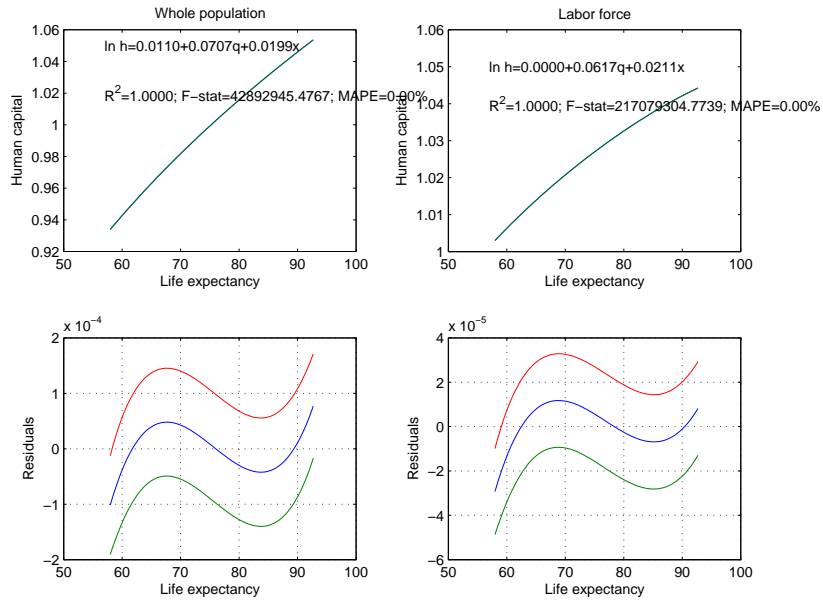 Whole population
1.06
1.04
1.02
1
0.98
0.96
0.94
0.92
Human capital
ln h=0.0110+0.0707q+0.0199x
R²=1.0000; F−stat=42892945.4767; MAPE=0.00%
50 60 70 80 90 100
Life expectancy
Labor force
1.06
1.05
1.04
1.03
1.02
1.01
1
Human capital
ln h=0.0000+0.0617q+0.0211x
R²=1.0000; F−stat=217079304.7739; MAPE=0.00%
50 60 70 80 90 100
Life expectancy
x 10⁻⁴
2
1
0
−1
−2
Residuals
50 60 70 80 90 100
Life expectancy
x 10⁻⁵
4
2
0
−2
−4
−6
Residuals
50 60 70 80 90 100
Life expectancy